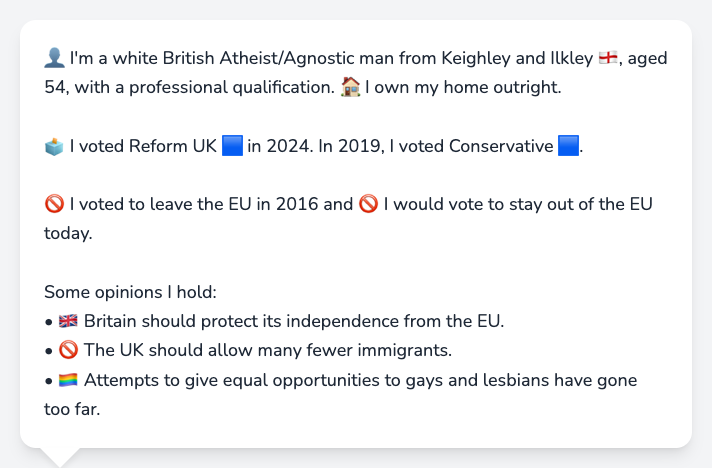 👤 I'm a white British Atheist/Agnostic man from Keighley and Ilkley 🏴󠁧󠁢󠁥󠁮󠁧󠁿, aged
54, with a professional qualification. 🏠 I own my home outright.
🗳️ I voted Reform UK 🟦 in 2024. In 2019, I voted Conservative 🟦.
🚫 I voted to leave the EU in 2016 and 🚫 I would vote to stay out of the EU
today.
Some opinions I hold:
• 🇬🇧 Britain should protect its independence from the EU.
• 🚫 The UK should allow many fewer immigrants.
• 🏳️‍🌈 Attempts to give equal opportunities to gays and lesbians have gone
too far.